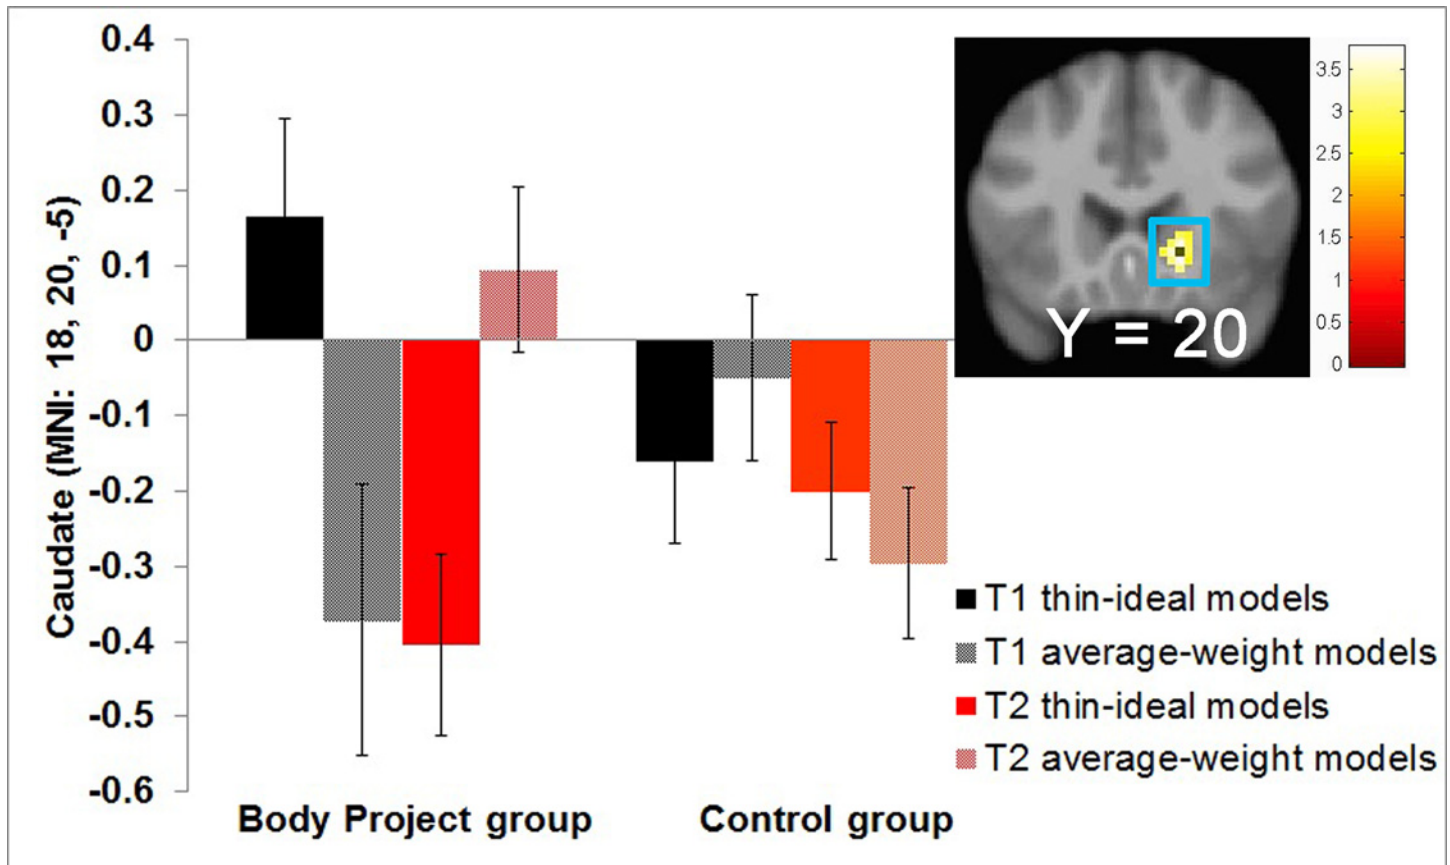 0.4
0.3
0.2
0.1
0
-0.1
-0.2
-0.3
-0.4
-0.5
-0.6
Caudate (MNI: 18, 20, -5)
Body Project group
Control group
Y = 20
3.5
3
2.5
2
1.5
1
0.5
0
T1 thin-ideal models
T1 average-weight models
T2 thin-ideal models
T2 average-weight models